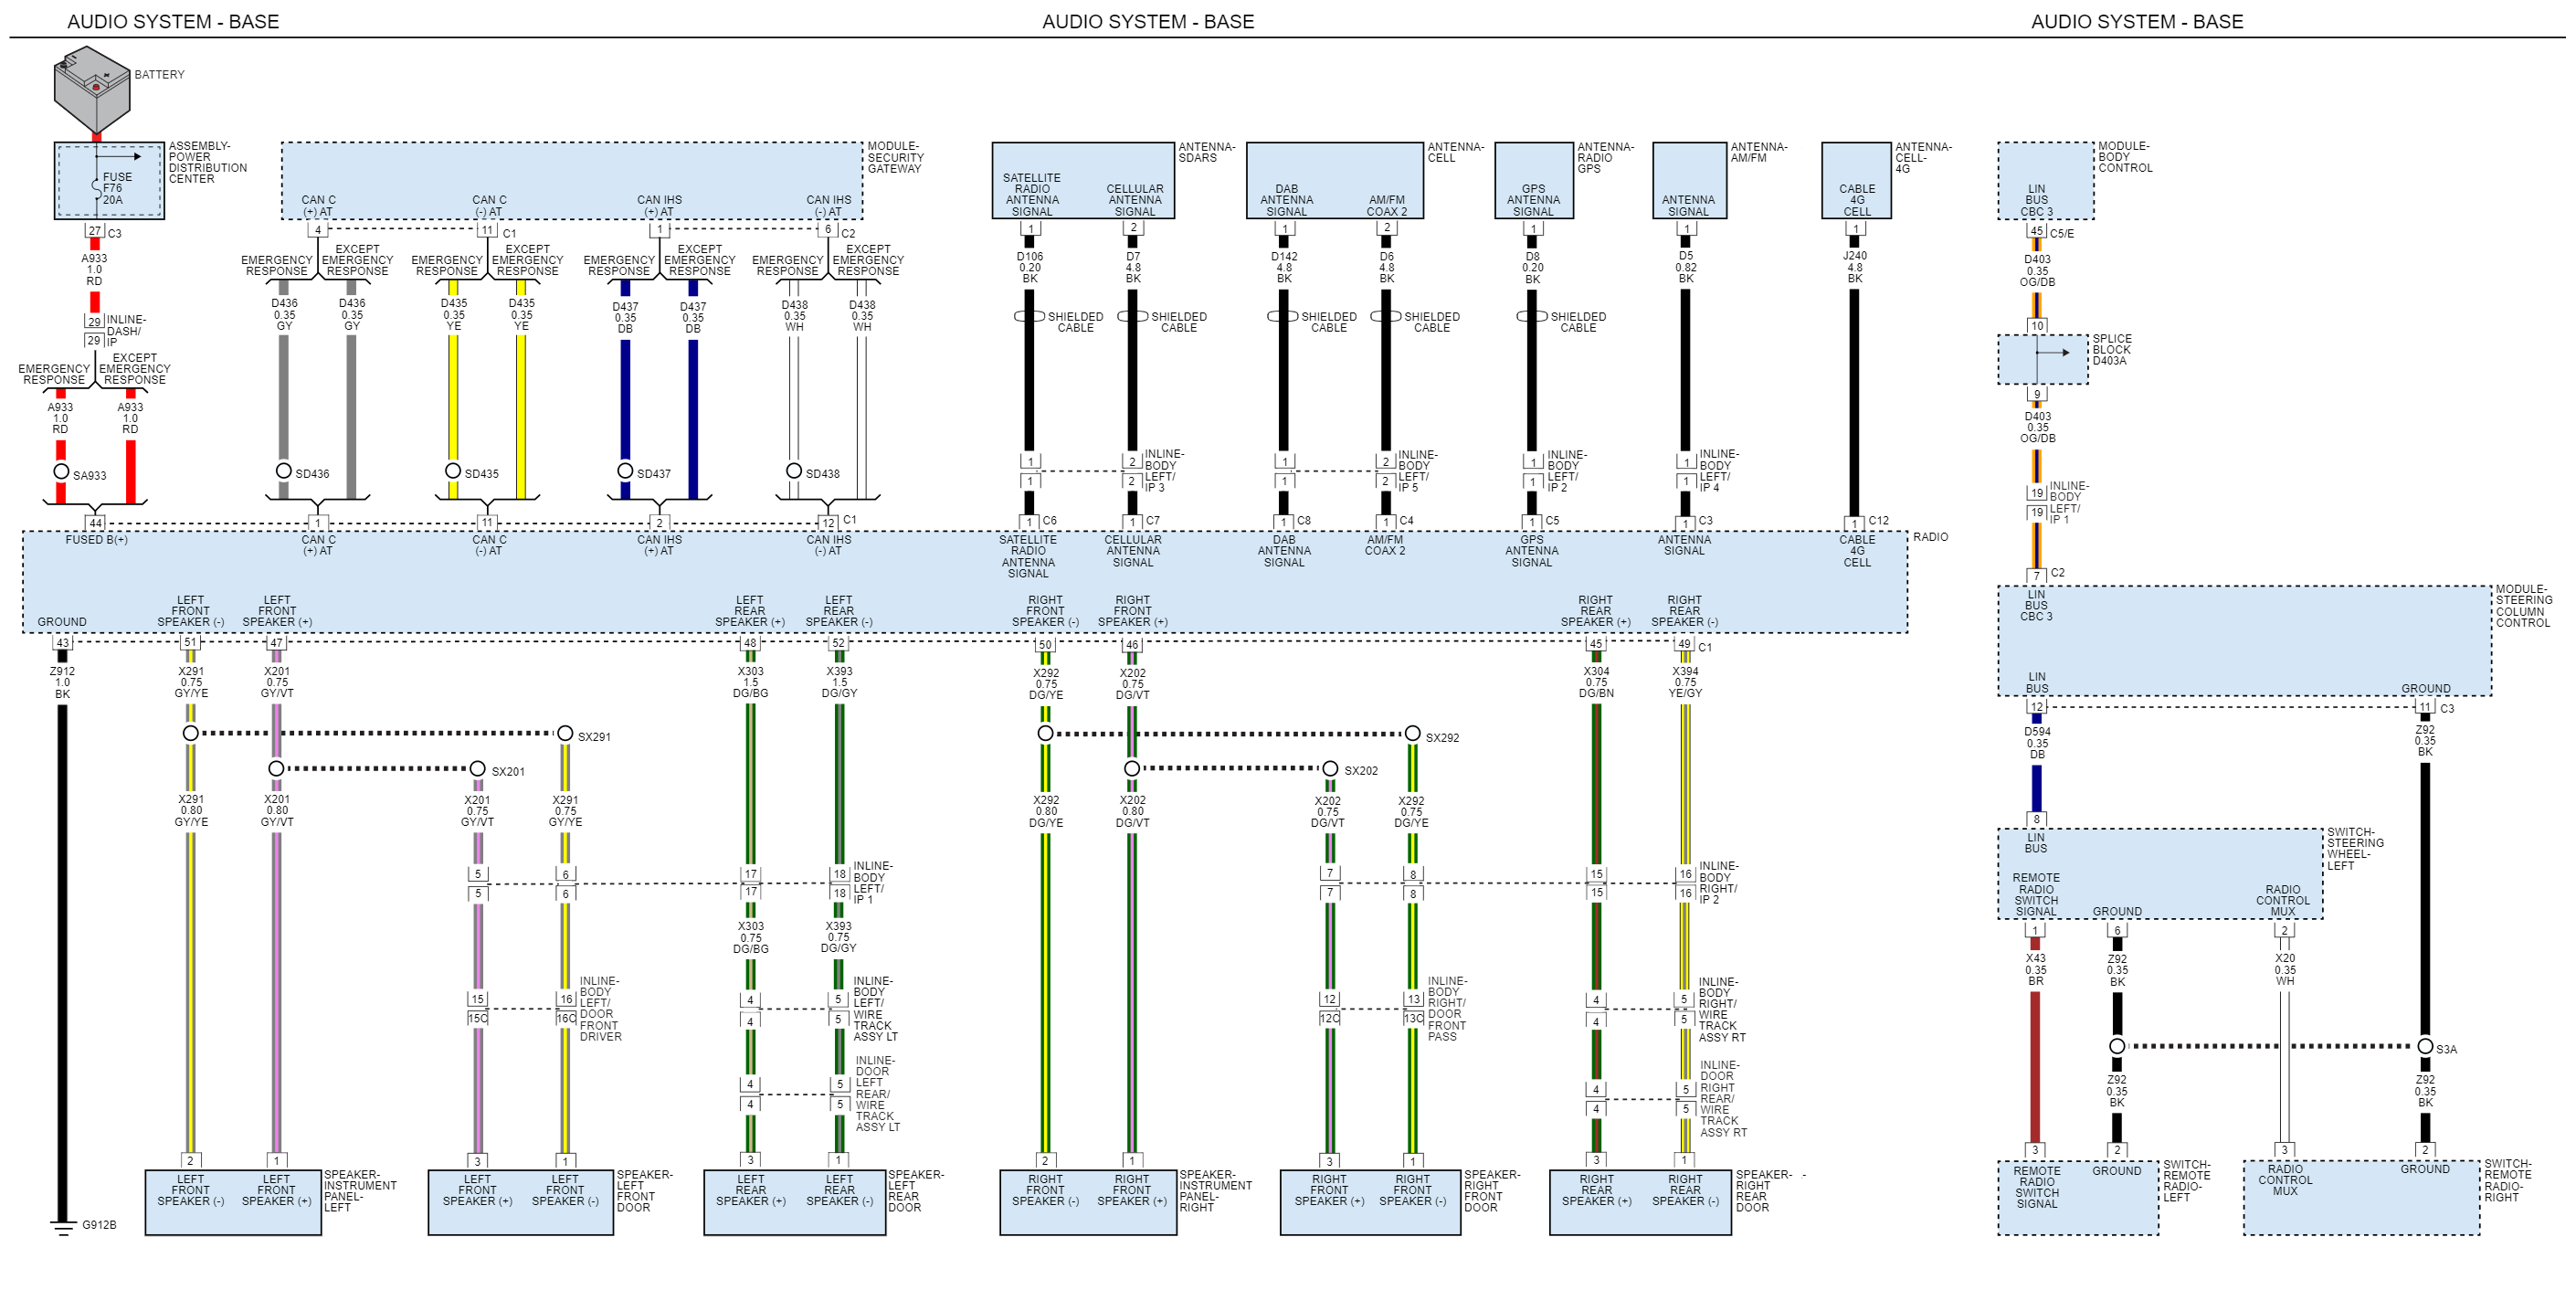 AUDIO SYSTEM - BASE
AUDIO SYSTEM - BASE
AUDIO SYSTEM - BASE
BATTERY
ASSEMBLY-
POWER
DISTRIBUTION
CENTER
FUSE
F76
20A
27
C3
A933
1.0
RD
29
INLINE-
DASH/
IP
29
EMERGENCY
RESPONSE
EXCEPT
EMERGENCY
RESPONSE
A933
1.0
RD
A933
1.0
RD
SA933
44
MODULE-
SECURITY
GATEWAY
CAN C
(+) AT
CAN C
(-) AT
CAN IHS
(+) AT
CAN IHS
(-) AT
4
11
C1
1
6
C2
EMERGENCY
RESPONSE
EXCEPT
EMERGENCY
RESPONSE
EMERGENCY
RESPONSE
EXCEPT
EMERGENCY
RESPONSE
EMERGENCY
RESPONSE
EXCEPT
EMERGENCY
RESPONSE
EMERGENCY
RESPONSE
EXCEPT
EMERGENCY
RESPONSE
D436
0.35
GY
D436
0.35
GY
D435
0.35
YE
D435
0.35
YE
D437
0.35
DB
D437
0.35
DB
D438
0.35
WH
D438
0.35
WH
SD436
SD435
SD437
SD438
1
11
2
12
C1
ANTENNA-
SDARS
SATELLITE
RADIO
ANTENNA
SIGNAL
CELLULAR
ANTENNA
SIGNAL
ANTENNA-
CELL
DAB
ANTENNA
SIGNAL
AM/FM
COAX 2
ANTENNA-
RADIO
GPS
GPS
ANTENNA
SIGNAL
ANTENNA-
AM/FM
ANTENNA
SIGNAL
ANTENNA-
CELL-
4G
CABLE
4G
CELL
1
2
1
2
1
1
1
D106
0.20
BK
D7
4.8
BK
D142
4.8
BK
D6
4.8
BK
D8
0.20
BK
D5
0.82
BK
J240
4.8
BK
SHIELDED
CABLE
SHIELDED
CABLE
SHIELDED
CABLE
SHIELDED
CABLE
SHIELDED
CABLE
1
1
2
2
INLINE-
BODY
LEFT/
IP 3
1
1
2
2
INLINE-
BODY
LEFT/
IP 5
1
1
INLINE-
BODY
LEFT/
IP 2
1
1
INLINE-
BODY
LEFT/
IP 4
1
C6
1
C7
1
C8
1
C4
1
C5
1
C3
1
C12
RADIO
FUSED B(+)
CAN C
(+) AT
CAN C
(-) AT
CAN IHS
(+) AT
CAN IHS
(-) AT
SATELLITE
RADIO
ANTENNA
SIGNAL
CELLULAR
ANTENNA
SIGNAL
DAB
ANTENNA
SIGNAL
AM/FM
COAX 2
GPS
ANTENNA
SIGNAL
ANTENNA
SIGNAL
CABLE
4G
CELL
GROUND
LEFT
FRONT
SPEAKER (-)
LEFT
FRONT
SPEAKER (+)
LEFT
REAR
SPEAKER (+)
LEFT
REAR
SPEAKER (-)
RIGHT
FRONT
SPEAKER (-)
RIGHT
FRONT
SPEAKER (+)
RIGHT
REAR
SPEAKER (+)
RIGHT
REAR
SPEAKER (-)
43
51
47
48
52
50
46
45
49
C1
Z912
1.0
BK
X291
0.75
GY/YE
X201
0.75
GY/VT
X303
1.5
DG/BG
X393
1.5
DG/GY
X292
0.75
DG/YE
X202
0.75
DG/VT
X304
0.75
DG/BN
X394
0.75
YE/GY
SX291
SX201
SX292
SX202
X291
0.80
GY/YE
X201
0.80
GY/VT
X201
0.75
GY/VT
X291
0.75
GY/YE
X292
0.80
DG/YE
X202
0.80
DG/VT
X202
0.75
DG/VT
X292
0.75
DG/YE
5
5
6
6
17
17
18
18
INLINE-
BODY
LEFT/
IP 1
7
7
8
8
15
15
16
16
INLINE-
BODY
RIGHT/
IP 2
X303
0.75
DG/BG
X393
0.75
DG/GY
15
15C
16
16C
INLINE-
BODY
LEFT/
DOOR
FRONT
DRIVER
4
4
5
5
INLINE-
BODY
LEFT/
WIRE
TRACK
ASSY LT
12
12C
13
13C
INLINE-
BODY
RIGHT/
DOOR
FRONT
PASS
4
4
5
5
INLINE-
BODY
RIGHT/
WIRE
TRACK
ASSY RT
4
4
5
5
INLINE-
DOOR
LEFT
REAR/
WIRE
TRACK
ASSY LT
4
4
5
5
INLINE-
DOOR
RIGHT
REAR/
WIRE
TRACK
ASSY RT
G912B
2
1
LEFT
FRONT
SPEAKER (-)
LEFT
FRONT
SPEAKER (+)
SPEAKER-
INSTRUMENT
PANEL-
LEFT
3
1
LEFT
FRONT
SPEAKER (+)
LEFT
FRONT
SPEAKER (-)
SPEAKER-
LEFT
FRONT
DOOR
3
1
LEFT
REAR
SPEAKER (+)
LEFT
REAR
SPEAKER (-)
SPEAKER-
LEFT
REAR
DOOR
2
1
RIGHT
FRONT
SPEAKER (-)
RIGHT
FRONT
SPEAKER (+)
SPEAKER-
INSTRUMENT
PANEL-
RIGHT
3
1
RIGHT
FRONT
SPEAKER (+)
RIGHT
FRONT
SPEAKER (-)
SPEAKER-
RIGHT
FRONT
DOOR
3
1
RIGHT
REAR
SPEAKER (+)
RIGHT
REAR
SPEAKER (-)
SPEAKER- -
RIGHT
REAR
DOOR
MODULE-
BODY
CONTROL
LIN
BUS
CBC 3
45
C5/E
D403
0.35
OG/DB
10
SPLICE
BLOCK
D403A
9
D403
0.35
OG/DB
19
19
INLINE-
BODY
LEFT/
IP 1
7
C2
MODULE-
STEERING
COLUMN
CONTROL
LIN
BUS
CBC 3
LIN
BUS
GROUND
12
11
C3
D594
0.35
DB
Z92
0.35
BK
8
SWITCH-
STEERING
WHEEL-
LEFT
LIN
BUS
REMOTE
RADIO
SWITCH
SIGNAL
GROUND
RADIO
CONTROL
MUX
1
6
2
X43
0.35
BR
Z92
0.35
BK
X20
0.35
WH
S3A
Z92
0.35
BK
Z92
0.35
BK
3
2
3
2
REMOTE
RADIO
SWITCH
SIGNAL
GROUND
SWITCH-
REMOTE
RADIO-
LEFT
RADIO
CONTROL
MUX
GROUND
SWITCH-
REMOTE
RADIO-
RIGHT